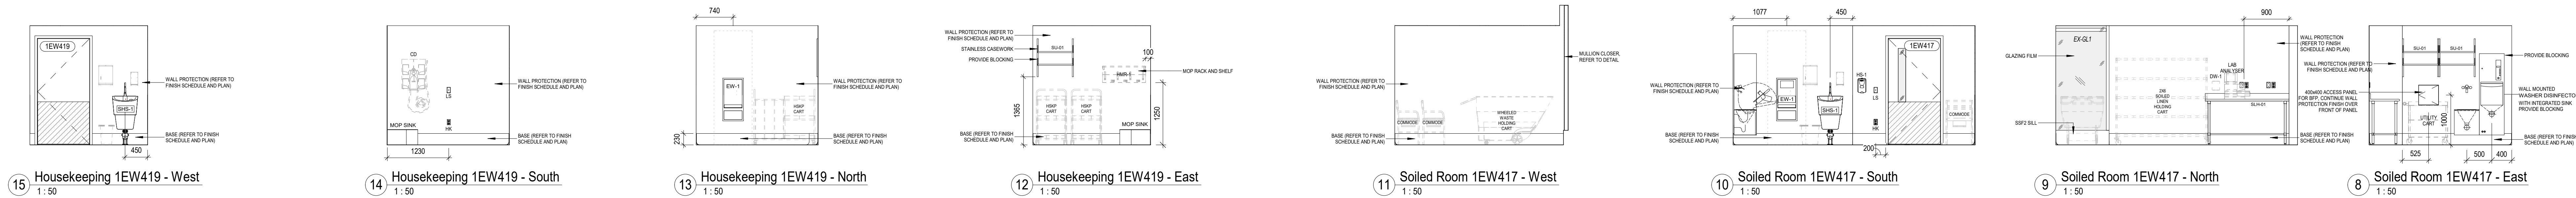 1EW419
SHS-1
WALL PROTECTION (REFER TO
FINISH SCHEDULE AND PLAN)
BASE (REFER TO FINISH
SCHEDULE AND PLAN)
450
15
Housekeeping 1EW419 - West
1 : 50
CD
LS
HK
MOP SINK
WALL PROTECTION (REFER TO
FINISH SCHEDULE AND PLAN)
BASE (REFER TO FINISH
SCHEDULE AND PLAN)
1230
14
Housekeeping 1EW419 - South
1 : 50
740
EW-1
HSKP
CART
WALL PROTECTION (REFER TO
FINISH SCHEDULE AND PLAN)
BASE (REFER TO FINISH
SCHEDULE AND PLAN)
230
13
Housekeeping 1EW419 - North
1 : 50
WALL PROTECTION (REFER TO
FINISH SCHEDULE AND PLAN)
STAINLESS CASEWORK
PROVIDE BLOCKING
SU-01
100
HMR-1
MOP RACK AND SHELF
1365
HSKP
CART
HSKP
CART
1250
MOP SINK
BASE (REFER TO FINISH
SCHEDULE AND PLAN)
12
Housekeeping 1EW419 - East
1 : 50
MULLION CLOSER,
REFER TO DETAIL
WALL PROTECTION (REFER TO
FINISH SCHEDULE AND PLAN)
COMMODE
COMMODE
WHEELED
WASTE
HOLDING
CART
BASE (REFER TO FINISH
SCHEDULE AND PLAN)
11
Soiled Room 1EW417 - West
1 : 50
1077
450
1EW417
WALL PROTECTION (REFER TO
FINISH SCHEDULE AND PLAN)
EW-1
SHS-1
HS-1
LS
HK
COMMODE
BASE (REFER TO FINISH
SCHEDULE AND PLAN)
200
10
Soiled Room 1EW417 - South
1 : 50
900
EX-GL1
GLAZING FILM
WALL PROTECTION
(REFER TO FINISH
SCHEDULE AND PLAN)
LAB
ANALYSER
DW-1
2X6
SOILED
LINEN
HOLDING
CART
SLH-01
SSF2 SILL
BASE (REFER TO FINISH
SCHEDULE AND PLAN)
9
Soiled Room 1EW417 - North
1 : 50
SU-01
SU-01
PROVIDE BLOCKING
WALL PROTECTION (REFER TO
FINISH SCHEDULE AND PLAN)
400x400 ACCESS PANEL
FOR BFP. CONTINUE WALL
PROTECTION FINISH OVER
FRONT OF PANEL
UTILITY
CART
1000
WALL MOUNTED
WASHER DISINFECTO
WITH INTEGRATED SINK
PROVIDE BLOCKING
BASE (REFER TO FINIS
SCHEDULE AND PLAN)
525
500
400
8
Soiled Room 1EW417 - East
1 : 50